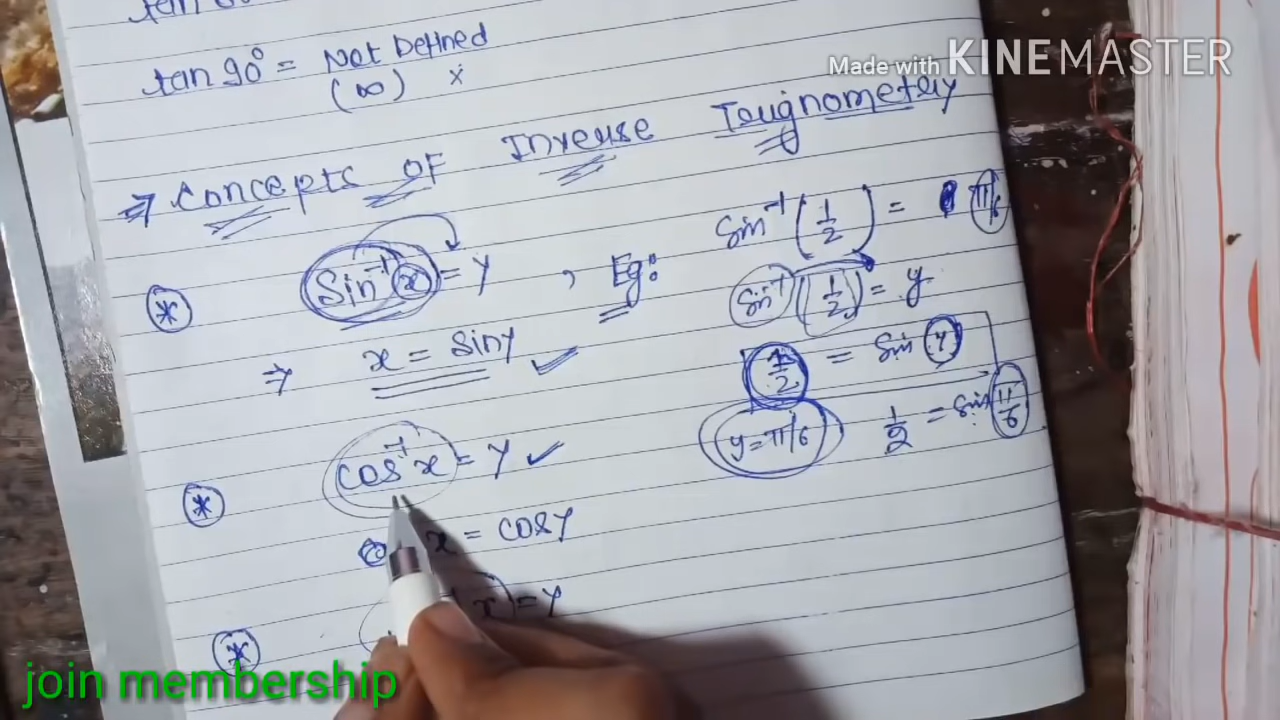 tan 90° = Not Defined
(∞) ×
Made with KINEMASTER
⇒ Concepts OF Inverse Trignometry
* Sin⁻¹(x) = y , Eg: Sin⁻¹(1/2) = π/6
Sin⁻¹(1/2) = y
⇒ x = Siny ✓
1/2 = Sin y
y = π/6 1/2 = Sin π/6
* cos⁻¹x = y ✓
x = cosy
* x) = y
join membership